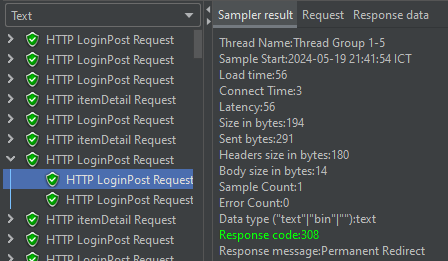 Text
HTTP LoginPost Request
HTTP LoginPost Request
HTTP LoginPost Request
HTTP itemDetail Request
HTTP LoginPost Request
HTTP itemDetail Request
HTTP LoginPost Request
HTTP LoginPost Request
HTTP LoginPost Request
HTTP itemDetail Request
HTTP LoginPost Request
Sampler result Request Response data
Thread Name:Thread Group 1-5
Sample Start:2024-05-19 21:41:54 ICT
Load time:56
Connect Time:3
Latency:56
Size in bytes:194
Sent bytes:291
Headers size in bytes:180
Body size in bytes:14
Sample Count:1
Error Count:0
Data type ("text"|"bin"|""):text
Response code:308
Response message:Permanent Redirect